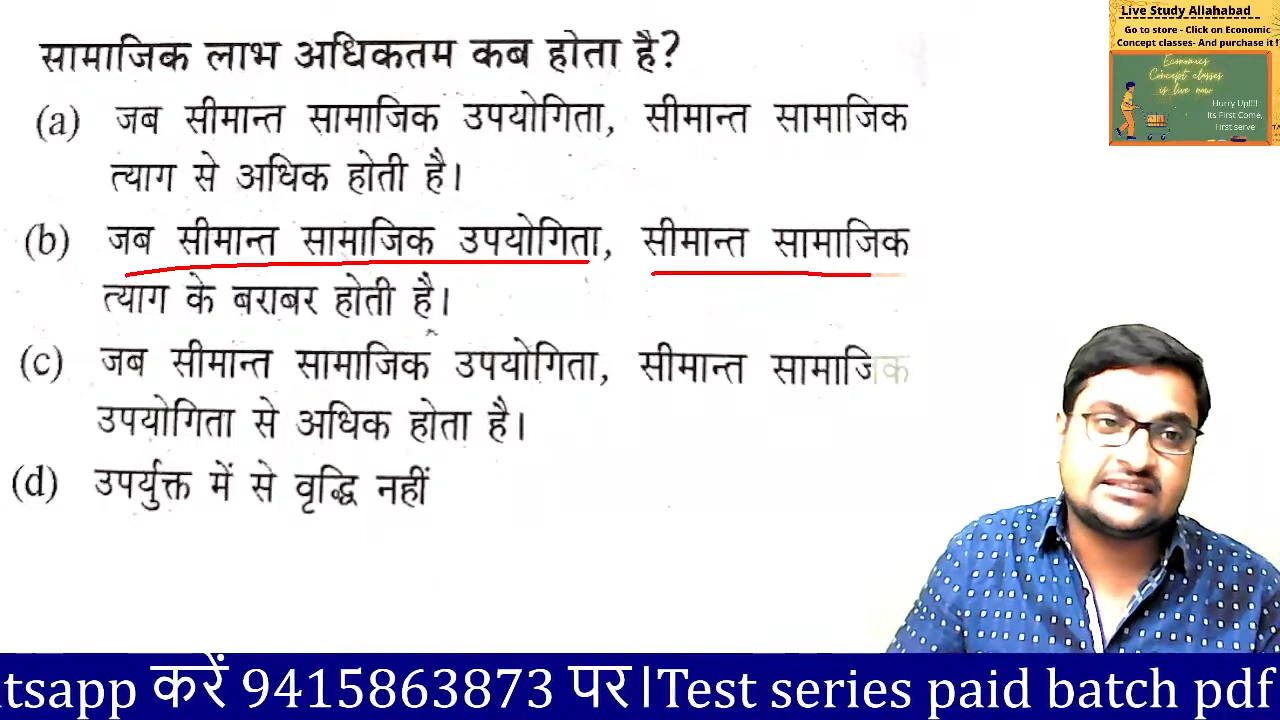 सामाजिक लाभ अधिकतम कब होता है?
(a) जब सीमान्त सामाजिक उपयोगिता, सीमान्त सामाजिक
त्याग से अधिक होती है।
(b) जब सीमान्त सामाजिक उपयोगिता, सीमान्त सामाजिक
त्याग के बराबर होती है।
(c) जब सीमान्त सामाजिक उपयोगिता, सीमान्त सामाजिक
उपयोगिता से अधिक होता है।
(d) उपर्युक्त में से वृद्धि नहीं
Live Study Allahabad
Go to store - Click on Economic
Concept classes- And purchase it f
Economics
Concept classes
is live now
Hurry Up!!!!
Its First Come,
First serve
tsapp करें 9415863873 पर।Test series paid batch pdf